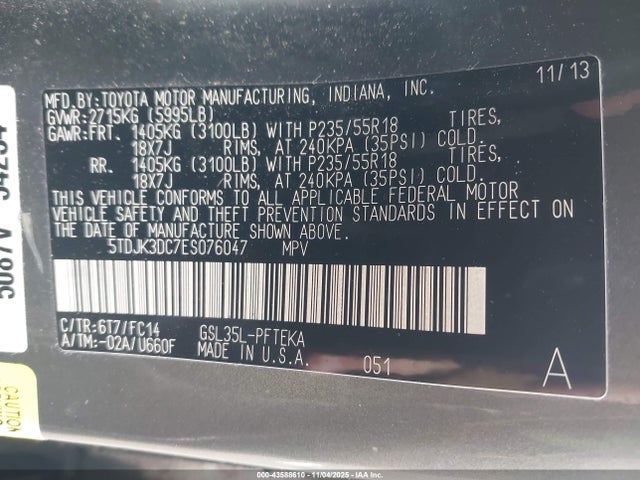 MFD.BY:TOYOTA MOTOR MANUFACTURING, INDIANA, INC. 11/13
GVWR:2715KG (5995LB)
GAWR:FRT. 1405KG (3100LB) WITH P235/55R18 TIRES,
18X7J RIMS, AT 240KPA (35PSI) COLD.
RR. 1405KG (3100LB) WITH P235/55R18 TIRES,
18X7J RIMS, AT 240KPA (35PSI) COLD.
THIS VEHICLE CONFORMS TO ALL APPLICABLE FEDERAL MOTOR
VEHICLE SAFETY AND THEFT PREVENTION STANDARDS IN EFFECT ON
THE DATE OF MANUFACTURE SHOWN ABOVE.
5TDJK3DC7ES076047 MPV
C/TR:6T7/FC14 GSL35L-PFTEKA
A/TM:-02A/U660F MADE IN U.S.A. 051 A
CAUTION
000-43588610 - 11/04/2025 - IAA Inc.